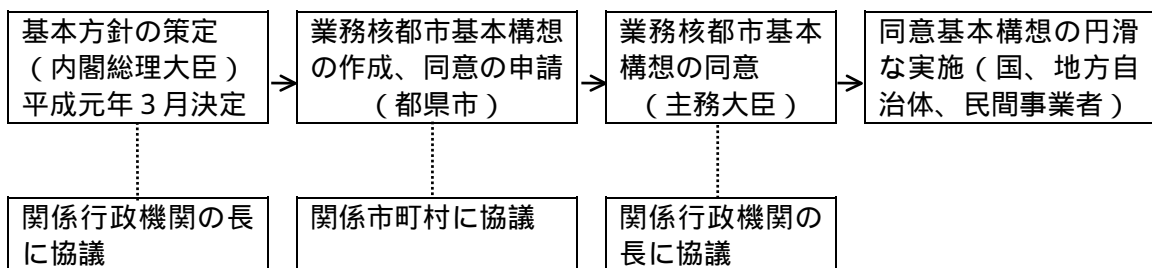 基本方針の策定
（内閣総理大臣）
平成元年３月決定
業務核都市基本構想
の作成、同意の申請
（都県市）
業務核都市基本
構想の同意
（主務大臣）
同意基本構想の円滑
な実施（国、地方自
治体、民間事業者）
関係行政機関の長
に協議
関係市町村に協議
関係行政機関の
長に協議